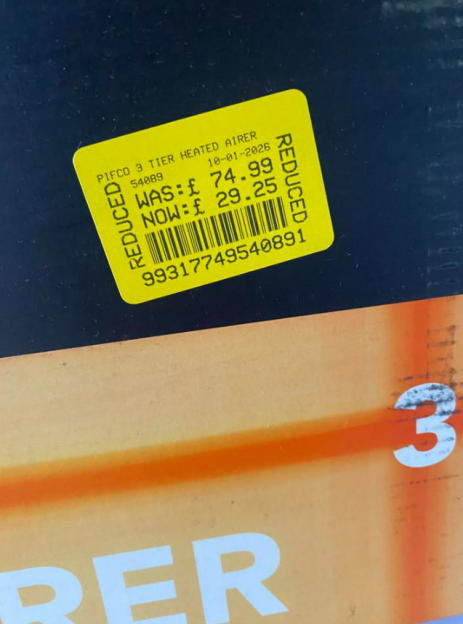 PIFCO 3 TIER HEATED AIRER
54089 10-01-2026
REDUCED
WAS:£ 74.99
NOW:£ 29.25
REDUCED
99317749540891
3
RER